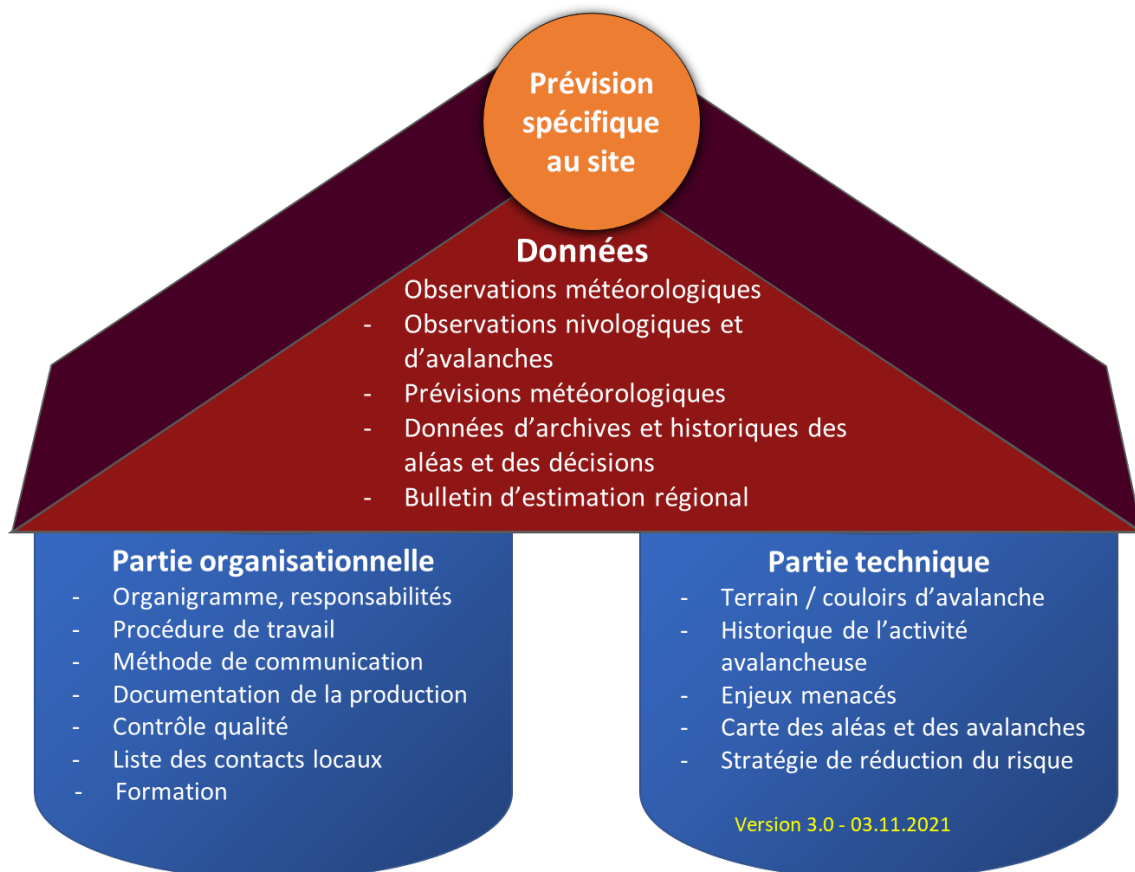 Prévision
spécifique
au site
Données
Observations météorologiques
- Observations nivologiques et
d’avalanches
- Prévisions météorologiques
- Données d’archives et historiques des
aléas et des décisions
- Bulletin d’estimation régional
Partie organisationnelle
- Organigramme, responsabilités
- Procédure de travail
- Méthode de communication
- Documentation de la production
- Contrôle qualité
- Liste des contacts locaux
- Formation
Partie technique
- Terrain / couloirs d’avalanche
- Historique de l’activité
avalancheuse
- Enjeux menacés
- Carte des aléas et des avalanches
- Stratégie de réduction du risque
Version 3.0 - 03.11.2021